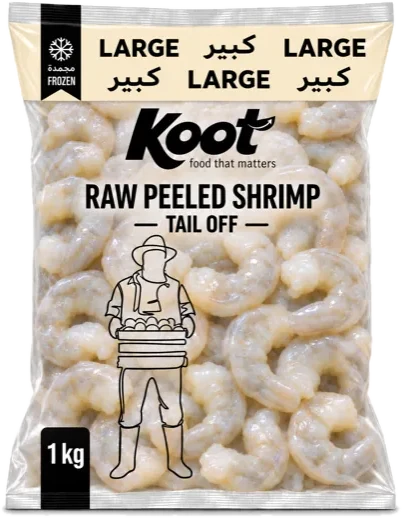 مجمدة
FROZEN
LARGE كبير LARGE
كبير LARGE كبير
Koot
food that matters
RAW PEELED SHRIMP
— TAIL OFF —
1 kg